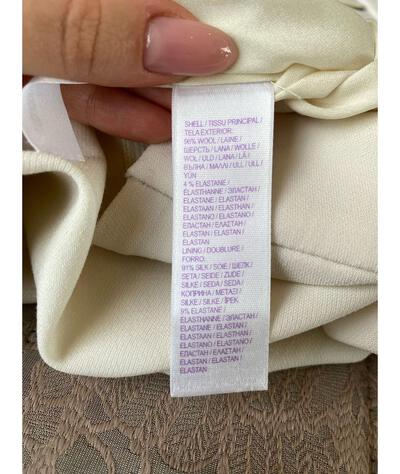 SHELL / TISSU PRINCIPAL /
TELA EXTERIOR:
96% WOOL / LAINE /
ШЕРСТЬ / LANA / WOLLE /
WOL / ULD / LANA / LÃ /
ВЪЛНА / ΜΑΛΛΙ / ULL / ULL /
YÜN
4 % ELASTANE /
ÉLASTHANNE / ЭЛАСТАН /
ELASTANE / ELASTAN /
ELASTAAN / ELASTHAN /
ELASTANO / ELASTANO /
ЕЛАСТАН / ΕΛΑΣΤΑΝ /
ELASTAN / ELASTAN /
ELASTAN
LINING / DOUBLURE /
FORRO:
91% SILK / SOIE / ШЕЛК /
SETA / SEIDE / ZIJDE /
SILKE / SEDA / SEDA /
КОПРИНА / ΜΕΤΑΞΙ /
SILKE / SILKE / İPEK
9% ELASTANE /
ÉLASTHANNE / ЭЛАСТАН /
ELASTANE / ELASTAN /
ELASTAAN / ELASTHAN /
ELASTANO / ELASTANO /
ЕЛАСТАН / ΕΛΑΣΤΑΝ /
ELASTAN / ELASTAN /
ELASTAN